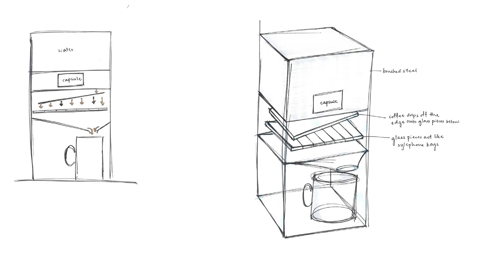 water
capsule
capsule
brushed steel
coffee drips off the
edge onto glass pieces below
glass pieces act like
xylophone keys